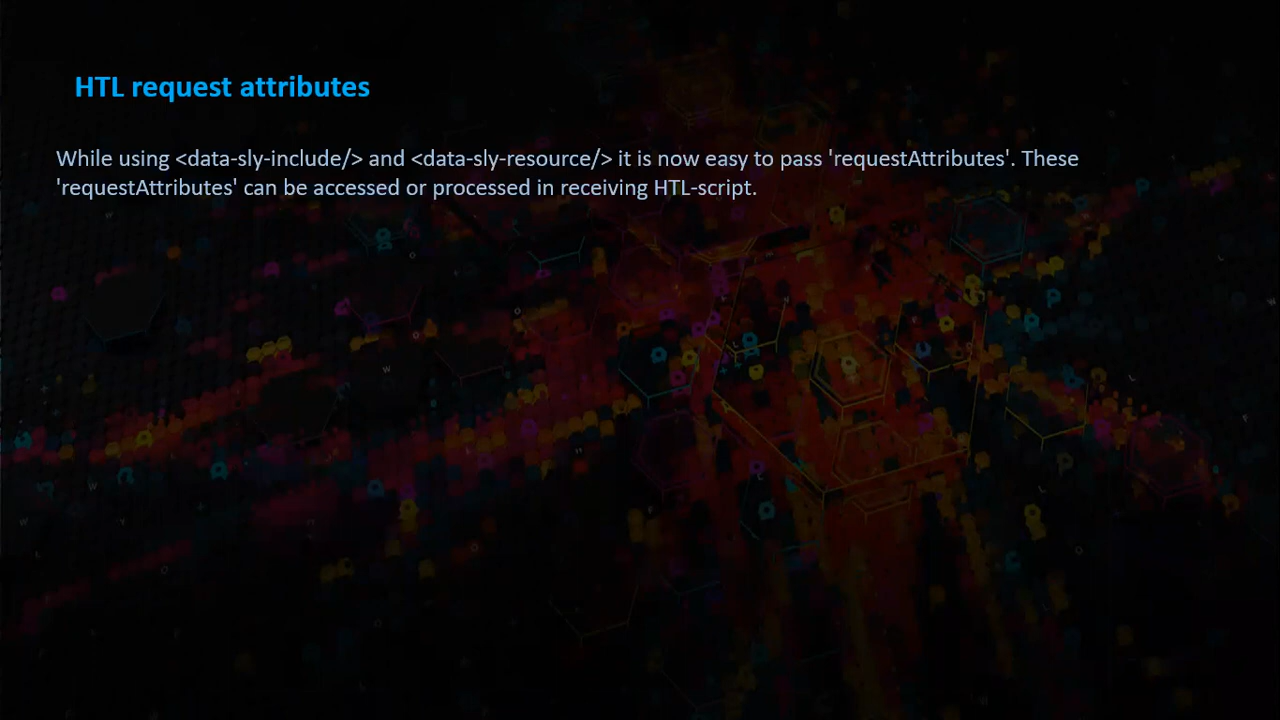 HTL request attributes
While using <data-sly-include/> and <data-sly-resource/> it is now easy to pass 'requestAttributes'. These
'requestAttributes' can be accessed or processed in receiving HTL-script.